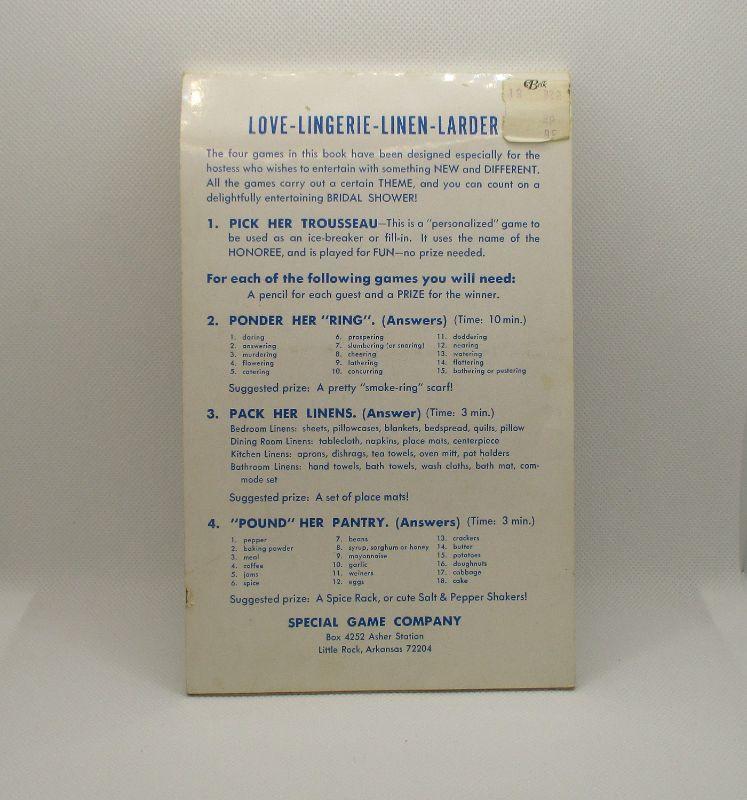 Belk
LOVE-LINGERIE-LINEN-LARDER
The four games in this book have been designed especially for the
hostess who wishes to entertain with something NEW and DIFFERENT.
All the games carry out a certain THEME, and you can count on a
delightfully entertaining BRIDAL SHOWER!
1. PICK HER TROUSSEAU—This is a "personalized" game to
be used as an ice-breaker or fill-in. It uses the name of the
HONOREE, and is played for FUN—no prize needed.
For each of the following games you will need:
A pencil for each guest and a PRIZE for the winner.
2. PONDER HER "RING". (Answers) (Time: 10 min.)
1. daring
2. answering
3. murdering
4. flowering
5. catering
6. prospering
7. slumbering (or snoring)
8. cheering
9. lathering
10. concurring
11. doddering
12. nearing
13. watering
14. flattering
15. bothering or pestering
Suggested prize: A pretty "smoke-ring" scarf!
3. PACK HER LINENS. (Answer) (Time: 3 min.)
Bedroom Linens: sheets, pillowcases, blankets, bedspread, quilts, pillow
Dining Room Linens: tablecloth, napkins, place mats, centerpiece
Kitchen Linens: aprons, dishrags, tea towels, oven mitt, pot holders
Bathroom Linens: hand towels, bath towels, wash cloths, bath mat, com-
mode set
Suggested prize: A set of place mats!
4. "POUND" HER PANTRY. (Answers) (Time: 3 min.)
1. pepper
2. baking powder
3. meal
4. coffee
5. jams
6. spice
7. beans
8. syrup, sorghum or honey
9. mayonnaise
10. garlic
11. weiners
12. eggs
13. crackers
14. butter
15. potatoes
16. doughnuts
17. cabbage
18. cake
Suggested prize: A Spice Rack, or cute Salt & Pepper Shakers!
SPECIAL GAME COMPANY
Box 4252 Asher Station
Little Rock, Arkansas 72204